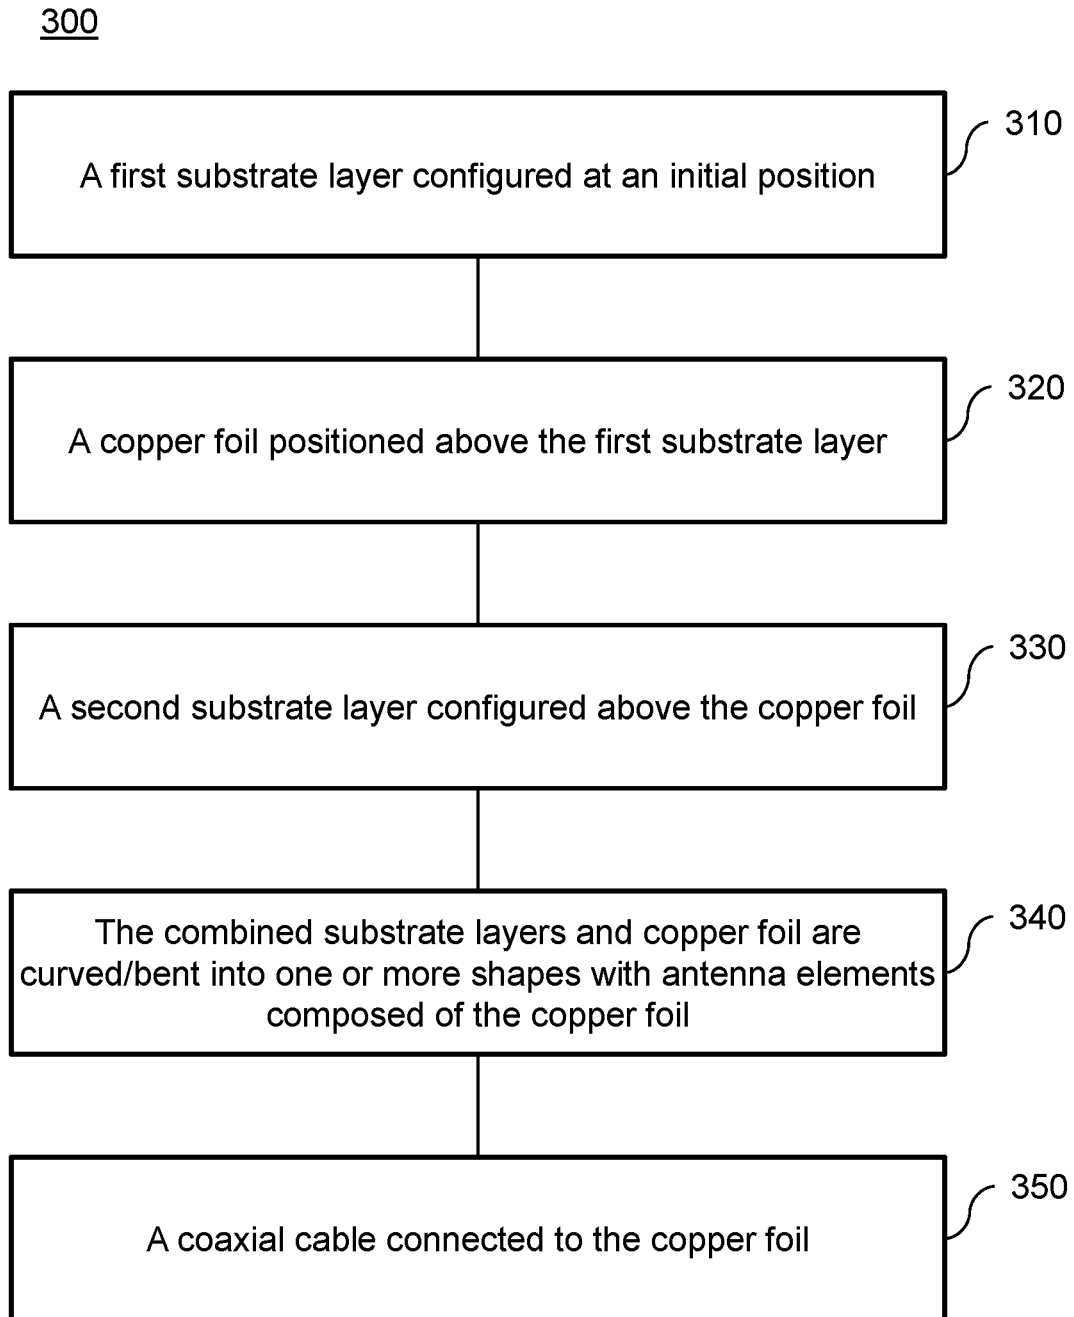 300
310
A first substrate layer configured at an initial position
320
A copper foil positioned above the first substrate layer
330
A second substrate layer configured above the copper foil
340
The combined substrate layers and copper foil are
curved/bent into one or more shapes with antenna elements
composed of the copper foil
350
A coaxial cable connected to the copper foil